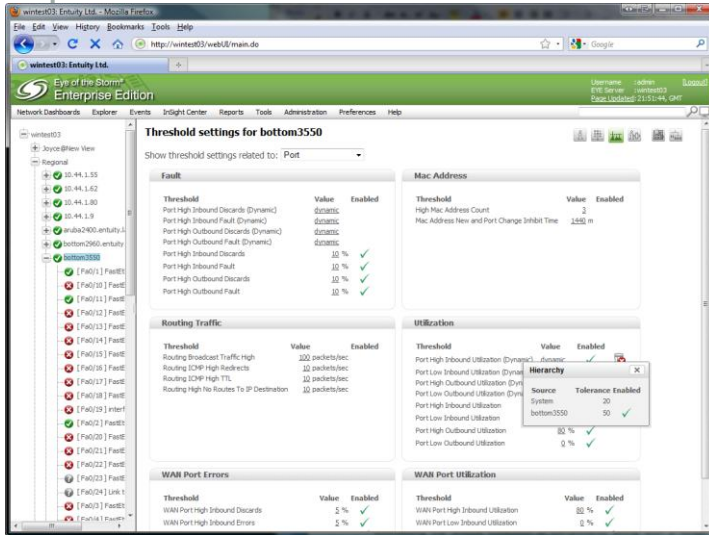 wintest03: Entuity Ltd. - Mozilla Firefox
File Edit View History Bookmarks Tools Help
http://wintest03/webUI/main.do
Google
wintest03: Entuity Ltd.
Eye of the Storm®
Enterprise Edition
Username :admin
[Logout]
EYE Server :wintest03
Page Updated: 21:51:44, GMT
Network Dashboards Explorer Events InSight Center Reports Tools Administration Preferences Help
wintest03
Joyce@New View
Regional
10.44.1.55
10.44.1.62
10.44.1.80
10.44.1.9
aruba2400.entuity.l
bottom2960.entuity
bottom3550
[ Fa0/1 ] FastEt
[ Fa0/10 ] FastE
[ Fa0/11 ] FastE
[ Fa0/12 ] FastE
[ Fa0/13 ] FastE
[ Fa0/14 ] FastE
[ Fa0/15 ] FastE
[ Fa0/16 ] FastE
[ Fa0/17 ] FastE
[ Fa0/18 ] FastE
[ Fa0/19 ] interf
[ Fa0/2 ] FastEt
[ Fa0/20 ] FastE
[ Fa0/21 ] FastE
[ Fa0/22 ] FastE
[ Fa0/23 ] FastE
[ Fa0/24 ] Link t
[ Fa0/3 ] FastEt
[ Fa0/4 ] FastEt
Threshold settings for bottom3550
Show threshold settings related to: Port
Fault
Threshold Value Enabled
Port High Inbound Discards (Dynamic) dynamic
Port High Inbound Fault (Dynamic) dynamic
Port High Outbound Discards (Dynamic) dynamic
Port High Outbound Fault (Dynamic) dynamic
Port High Inbound Discards 10 %
Port High Inbound Fault 10 %
Port High Outbound Discards 10 %
Port High Outbound Fault 10 %
Mac Address
Threshold Value Enabled
High Mac Address Count 3
Mac Address New and Port Change Inhibit Time 1440 m
Routing Traffic
Threshold Value Enabled
Routing Broadcast Traffic High 100 packets/sec
Routing ICMP High Redirects 10 packets/sec
Routing ICMP High TTL 10 packets/sec
Routing High No Routes To IP Destination 10 packets/sec
Utilization
Threshold Value Enabled
Port High Inbound Utilization (Dynamic) dynamic
Port Low Inbound Utilization (Dynam
Port High Outbound Utilization (Dyn
Port Low Outbound Utilization (Dyna
Port High Inbound Utilization
Port Low Inbound Utilization
Port High Outbound Utilization 80 %
Port Low Outbound Utilization 0 %
Hierarchy
Source Tolerance Enabled
System 20
bottom3550 50
WAN Port Errors
Threshold Value Enabled
WAN Port High Inbound Discards 5 %
WAN Port High Inbound Errors 5 %
WAN Port Utilization
Threshold Value Enabled
WAN Port High Inbound Utilization 80 %
WAN Port Low Inbound Utilization 0 %